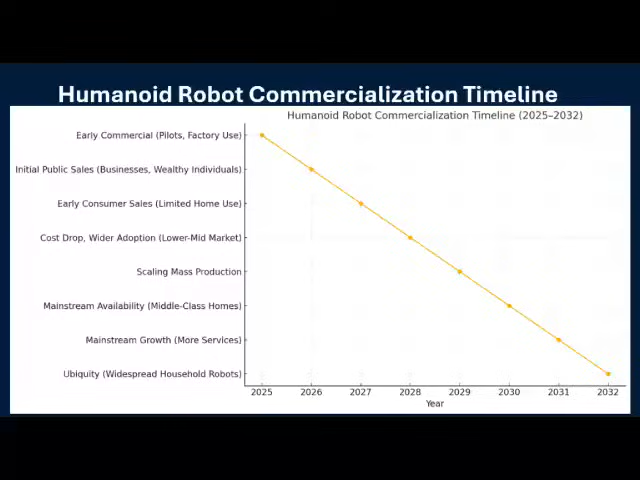 Humanoid Robot Commercialization Timeline
Humanoid Robot Commercialization Timeline (2025–2032)
Early Commercial (Pilots, Factory Use)
Initial Public Sales (Businesses, Wealthy Individuals)
Early Consumer Sales (Limited Home Use)
Cost Drop, Wider Adoption (Lower-Mid Market)
Scaling Mass Production
Mainstream Availability (Middle-Class Homes)
Mainstream Growth (More Services)
Ubiquity (Widespread Household Robots)
2025 2026 2027 2028 2029 2030 2031 2032
Year